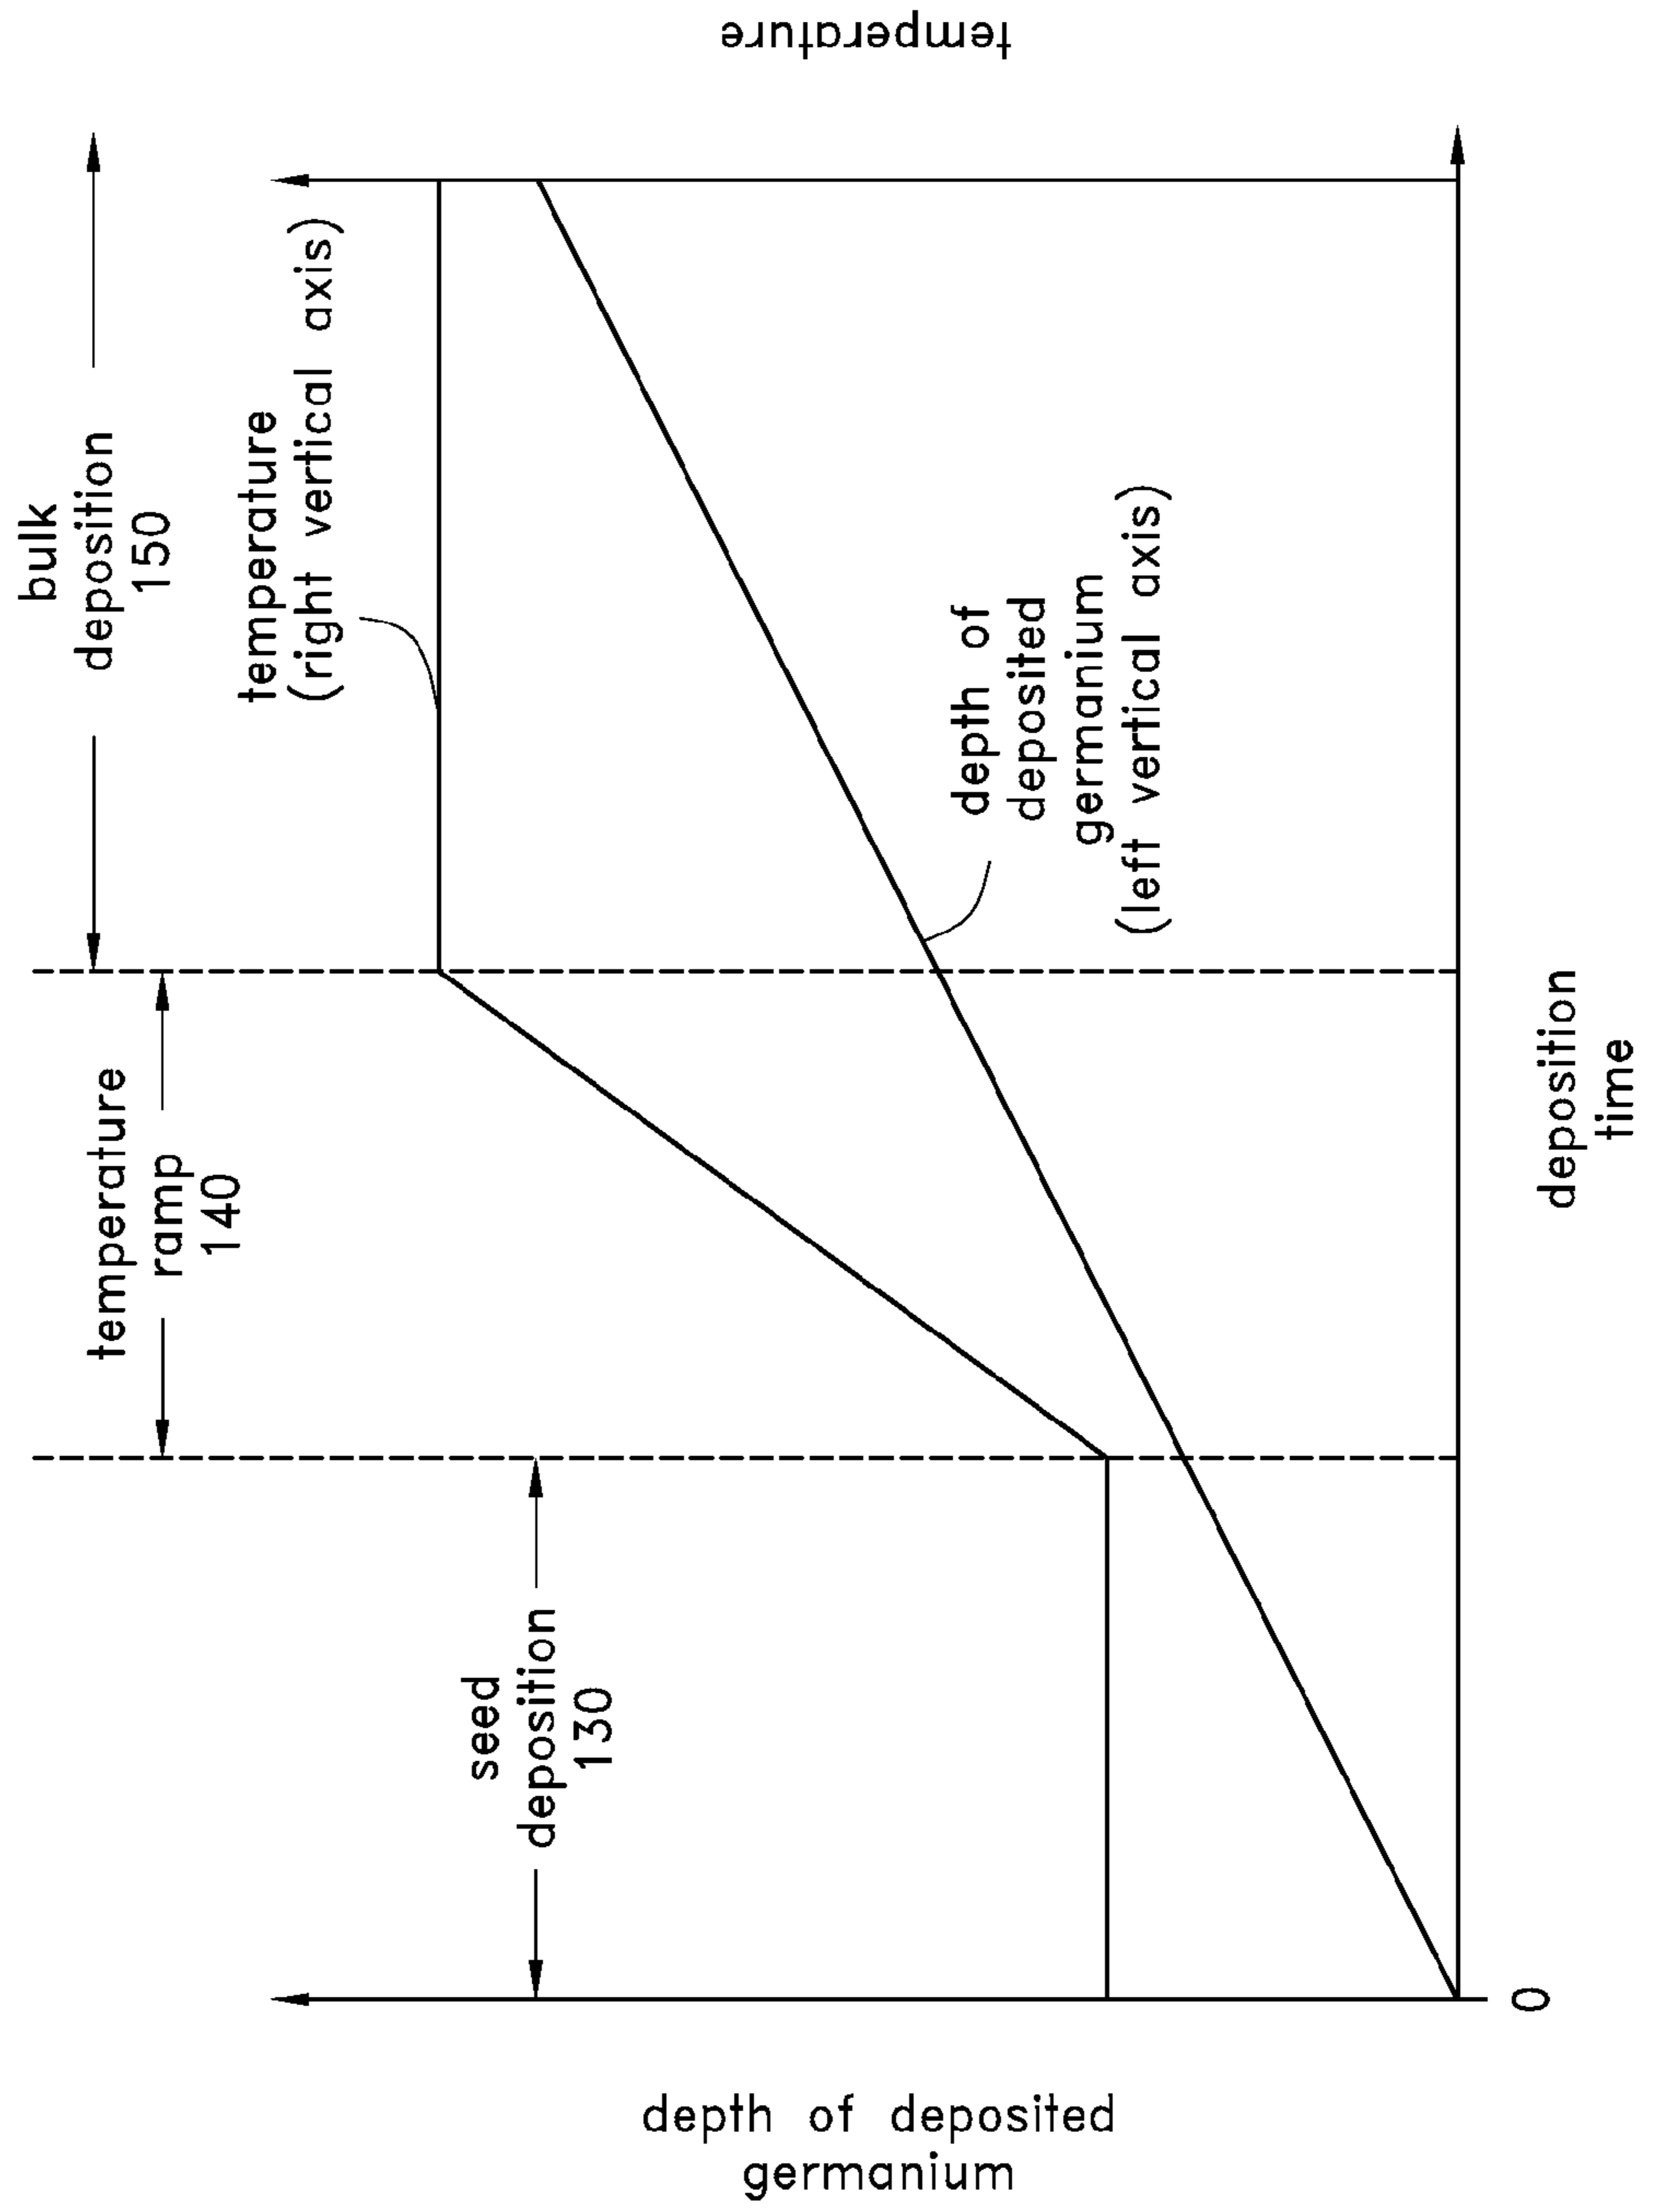 bulk
deposition
150
temperature
ramp
140
seed
deposition
130
temperature
(right vertical axis)
depth of
deposited
germanium
(left vertical axis)
depth of deposited
germanium
temperature
0
deposition
time